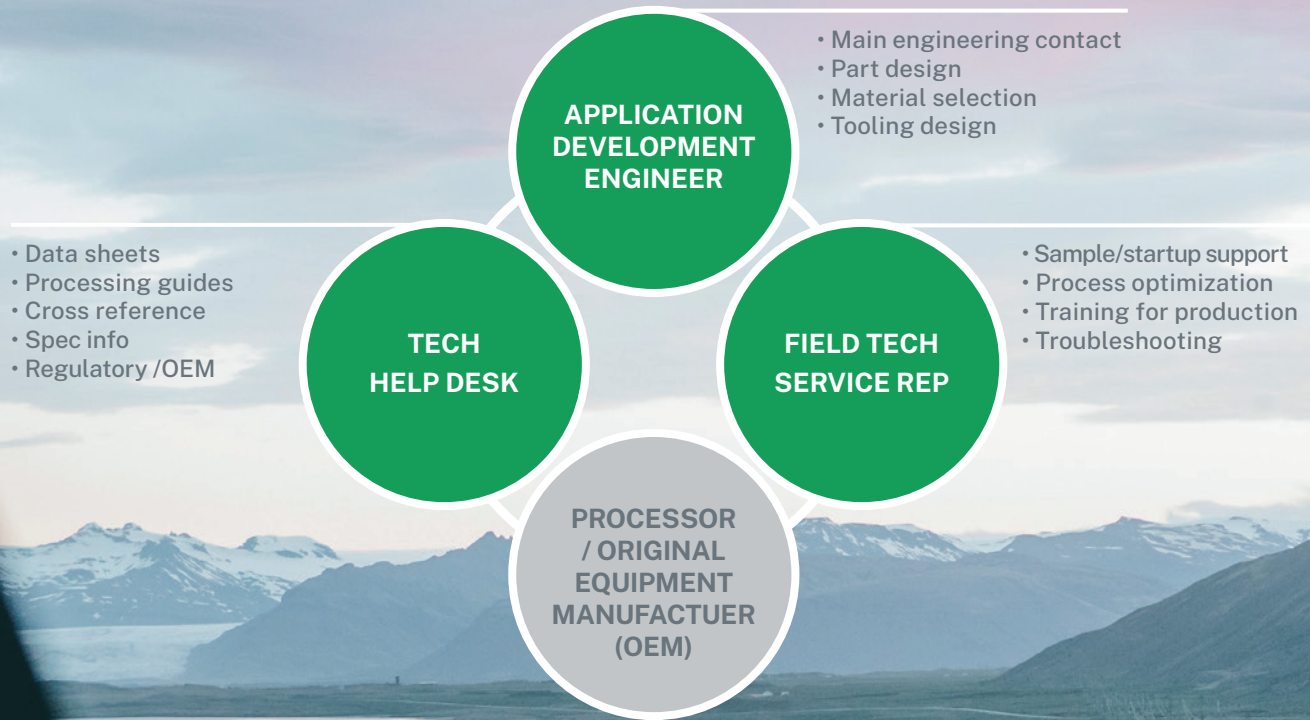 APPLICATION
DEVELOPMENT
ENGINEER
• Main engineering contact
• Part design
• Material selection
• Tooling design
• Data sheets
• Processing guides
• Cross reference
• Spec info
• Regulatory /OEM
TECH
HELP DESK
FIELD TECH
SERVICE REP
• Sample/startup support
• Process optimization
• Training for production
• Troubleshooting
PROCESSOR
/ ORIGINAL
EQUIPMENT
MANUFACTUER
(OEM)